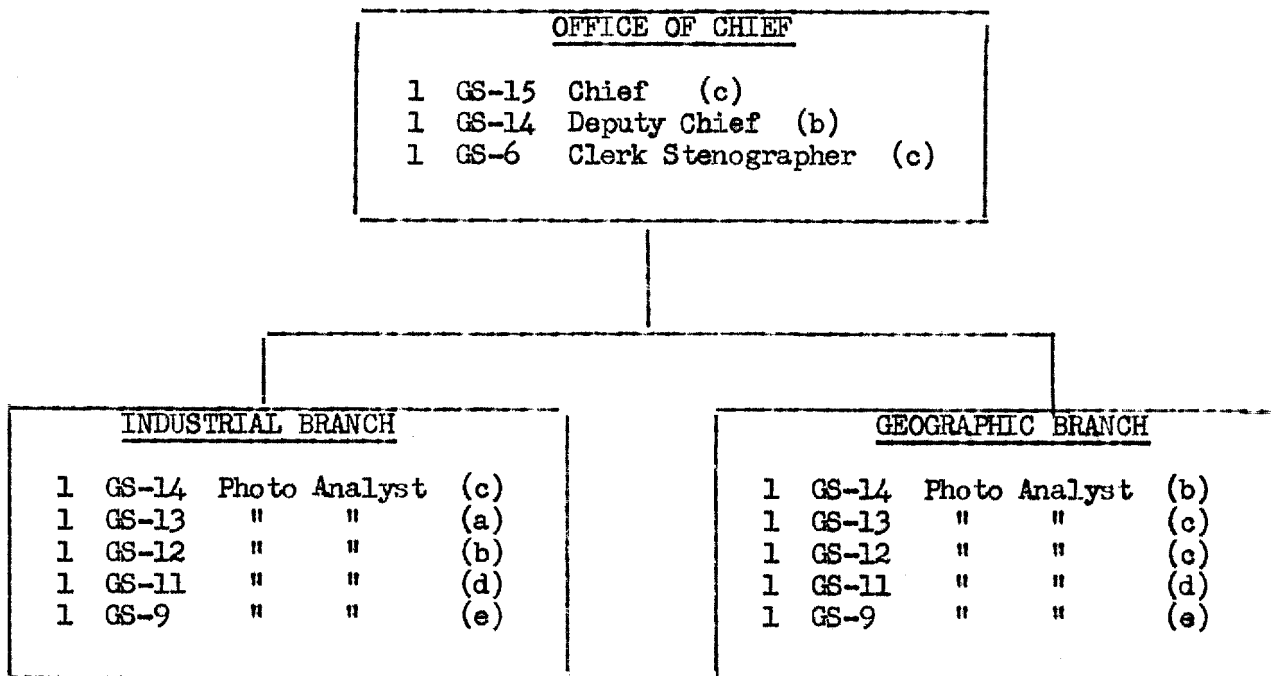 OFFICE OF CHIEF
1 GS-15 Chief (c)
1 GS-14 Deputy Chief (b)
1 GS-6 Clerk Stenographer (c)
INDUSTRIAL BRANCH
1 GS-14 Photo Analyst (c)
1 GS-13 " " (a)
1 GS-12 " " (b)
1 GS-11 " " (d)
1 GS-9 " " (e)
GEOGRAPHIC BRANCH
1 GS-14 Photo Analyst (b)
1 GS-13 " " (c)
1 GS-12 " " (c)
1 GS-11 " " (d)
1 GS-9 " " (e)